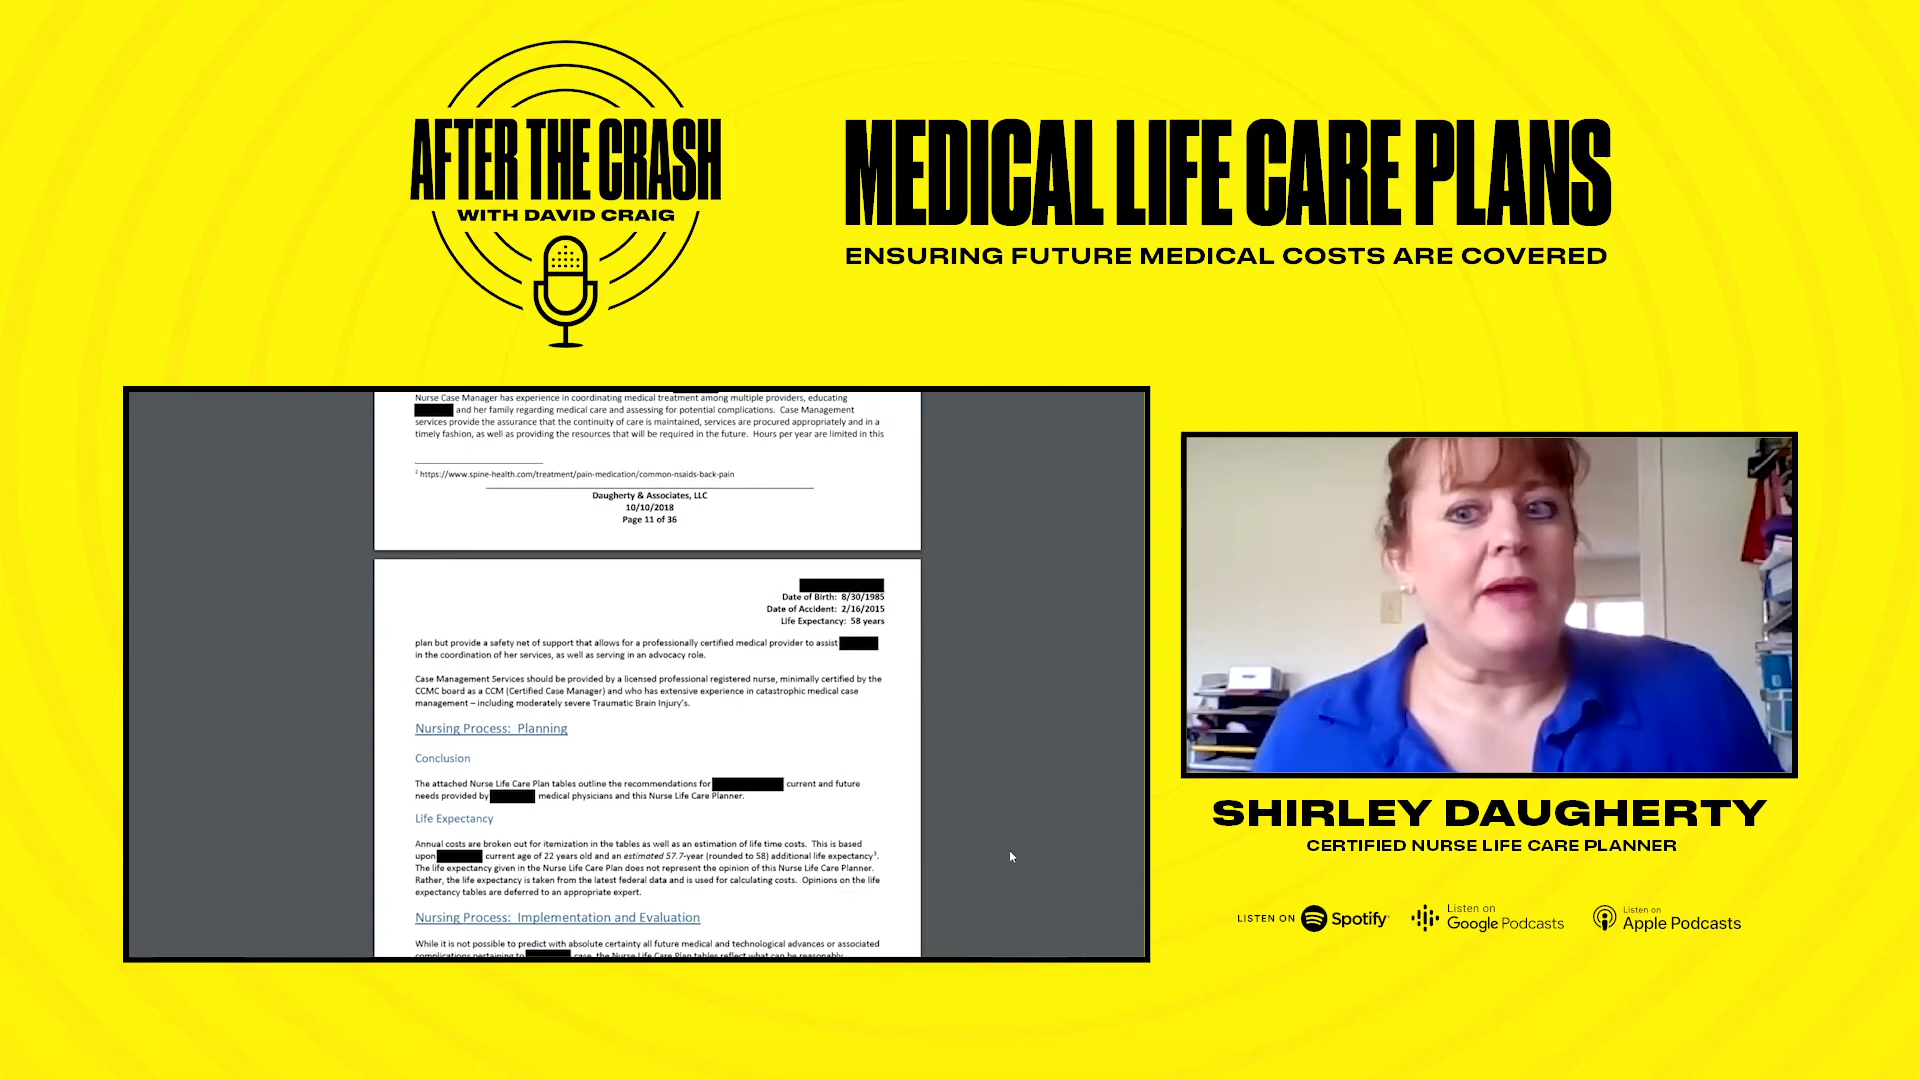 AFTER THE CRASH
WITH DAVID CRAIG
MEDICAL LIFE CARE PLANS
ENSURING FUTURE MEDICAL COSTS ARE COVERED
Nurse Case Manager has experience in coordinating medical treatment among multiple providers, educating
and her family regarding medical care and assessing for potential complications. Case Management
services provide the assurance that the continuity of care is maintained, services are procured appropriately and in a
timely fashion, as well as providing the resources that will be required in the future. Hours per year are limited in this
2 https://www.spine-health.com/treatment/pain-medication/common-nsaids-back-pain
Daugherty & Associates, LLC
10/10/2018
Page 11 of 36
Date of Birth: 8/30/1985
Date of Accident: 2/16/2015
Life Expectancy: 58 years
plan but provide a safety net of support that allows for a professionally certified medical provider to assist
in the coordination of her services, as well as serving in an advocacy role.
Case Management Services should be provided by a licensed professional registered nurse, minimally certified by the
CCMC board as a CCM (Certified Case Manager) and who has extensive experience in catastrophic medical case
management – including moderately severe Traumatic Brain Injury's.
Nursing Process: Planning
Conclusion
The attached Nurse Life Care Plan tables outline the recommendations for current and future
needs provided by medical physicians and this Nurse Life Care Planner.
Life Expectancy
Annual costs are broken out for itemization in the tables as well as an estimation of life time costs. This is based
upon current age of 22 years old and an estimated 57.7-year (rounded to 58) additional life expectancy3.
The life expectancy given in the Nurse Life Care Plan does not represent the opinion of this Nurse Life Care Planner.
Rather, the life expectancy is taken from the latest federal data and is used for calculating costs. Opinions on the life
expectancy tables are deferred to an appropriate expert.
Nursing Process: Implementation and Evaluation
While it is not possible to predict with absolute certainty all future medical and technological advances or associated
complications pertaining to case, the Nurse Life Care Plan tables reflect what can be reasonably
SHIRLEY DAUGHERTY
CERTIFIED NURSE LIFE CARE PLANNER
LISTEN ON Spotify
Listen on Google Podcasts
Listen on Apple Podcasts